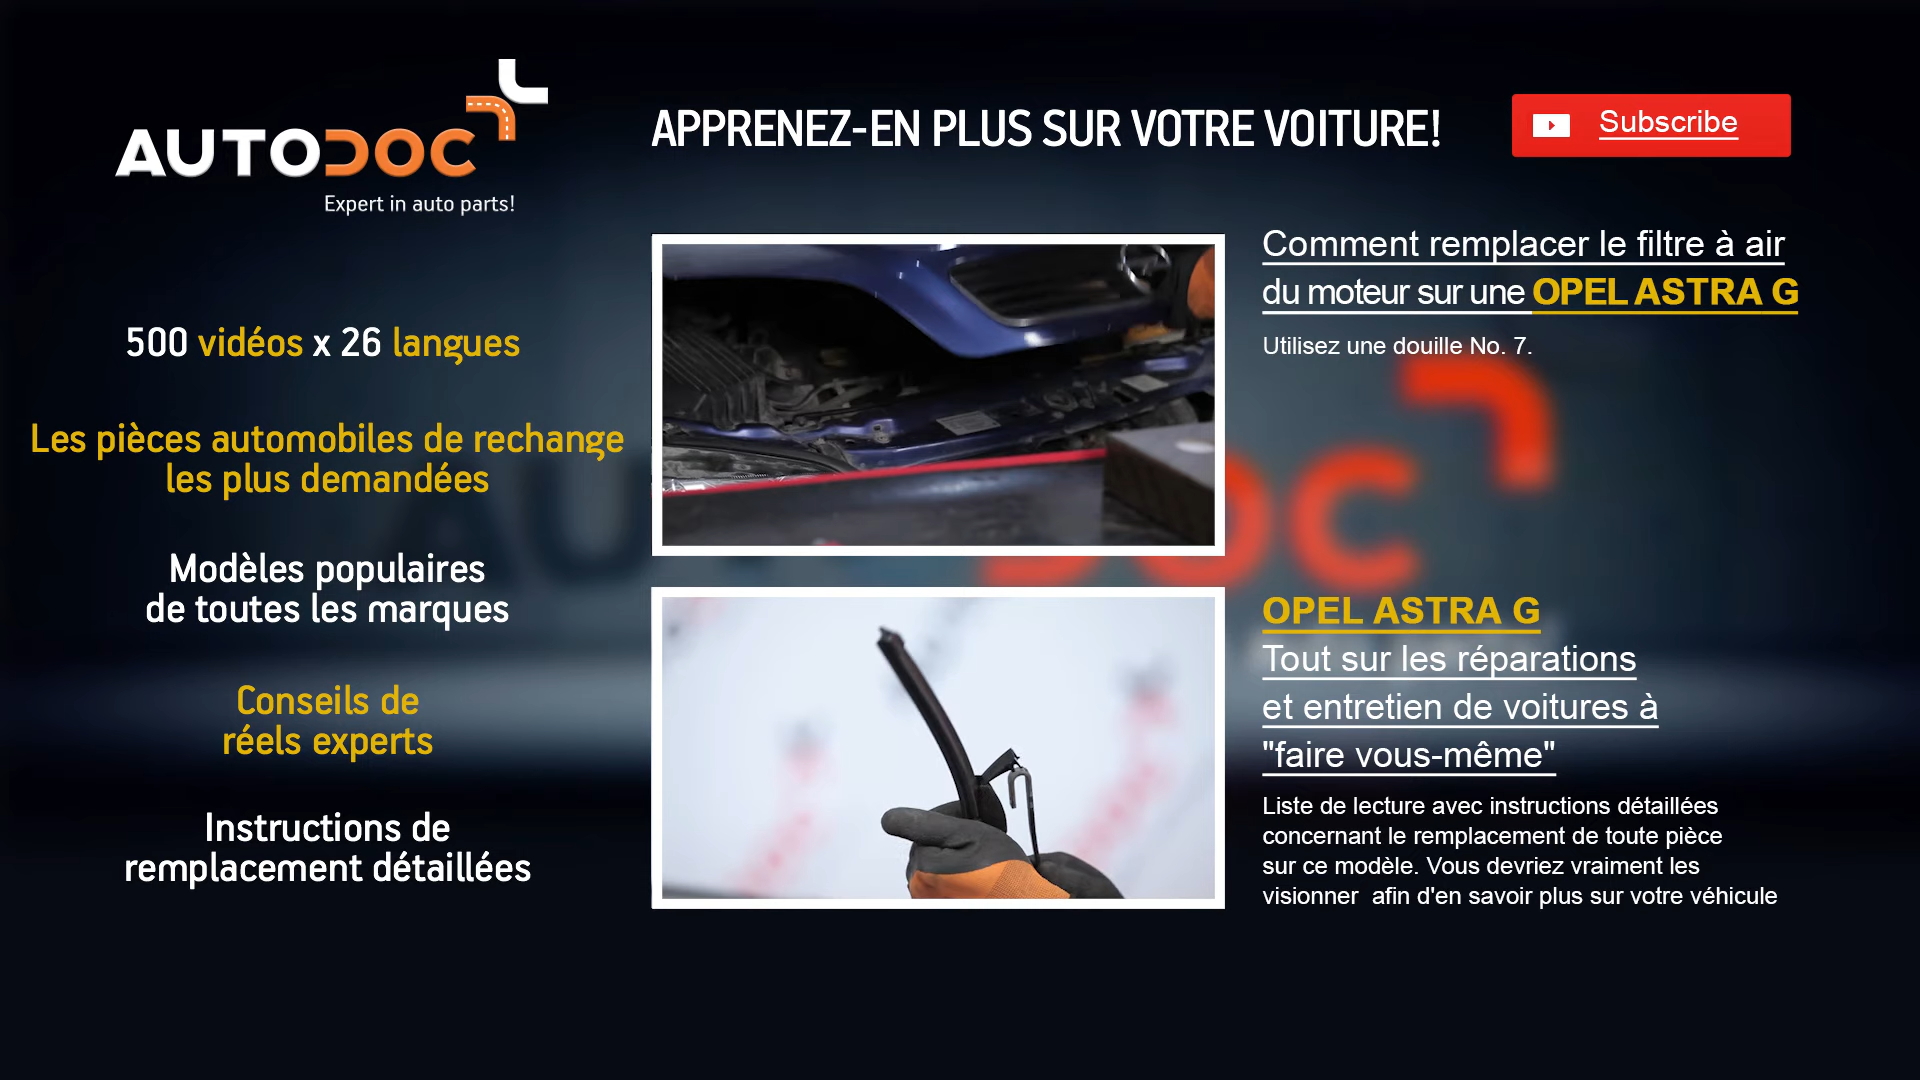 AUTODOC
Expert in auto parts!
APPRENEZ-EN PLUS SUR VOTRE VOITURE!
Subscribe
500 vidéos x 26 langues
Les pièces automobiles de rechange
les plus demandées
Modèles populaires
de toutes les marques
Conseils de
réels experts
Instructions de
remplacement détaillées
Comment remplacer le filtre à air
du moteur sur une OPEL ASTRA G
Utilisez une douille No. 7.
OPEL ASTRA G
Tout sur les réparations
et entretien de voitures à
"faire vous-même"
Liste de lecture avec instructions détaillées
concernant le remplacement de toute pièce
sur ce modèle. Vous devriez vraiment les
visionner  afin d'en savoir plus sur votre véhicule